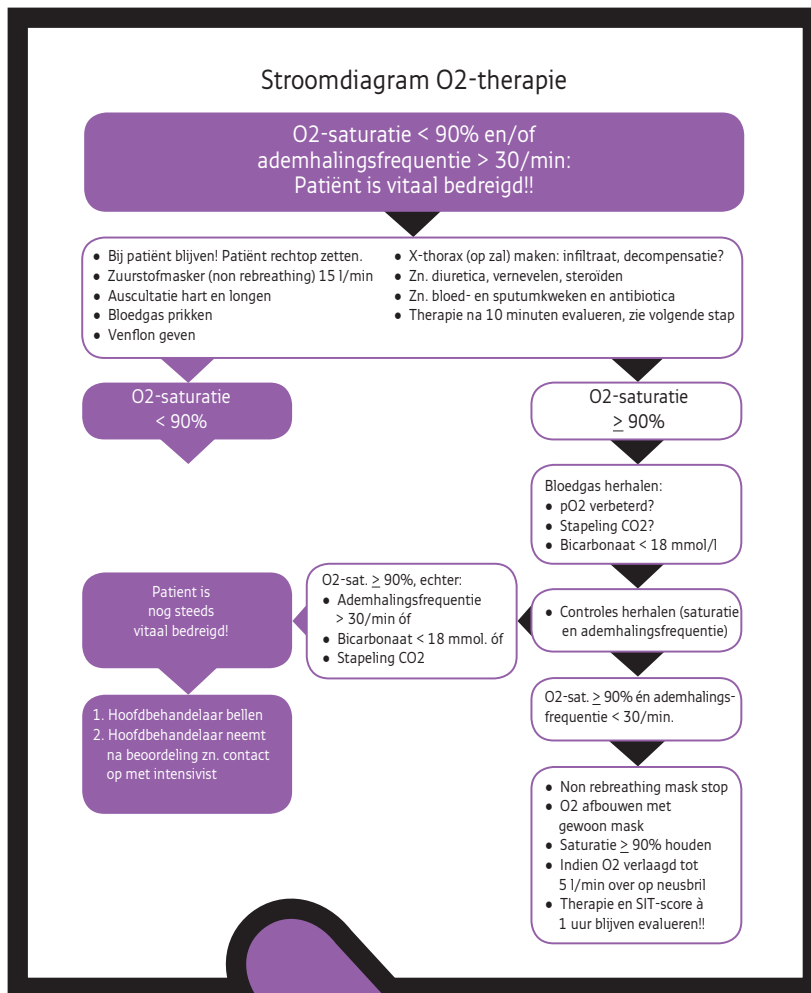 Stroomdiagram O2-therapie
O2-saturatie < 90% en/of
ademhalingsfrequentie > 30/min:
Patiënt is vitaal bedreigd!!
● Bij patiënt blijven! Patiënt rechtop zetten.
● Zuurstofmasker (non rebreathing) 15 l/min
● Auscultatie hart en longen
● Bloedgas prikken
● Venflon geven
● X-thorax (op zal) maken: infiltraat, decompensatie?
● Zn. diuretica, vernevelen, steroïden
● Zn. bloed- en sputumkweken en antibiotica
● Therapie na 10 minuten evalueren, zie volgende stap
O2-saturatie
< 90%
O2-saturatie
≥ 90%
Bloedgas herhalen:
● pO2 verbeterd?
● Stapeling CO2?
● Bicarbonaat < 18 mmol/l
● Controles herhalen (saturatie
en ademhalingsfrequentie)
O2-sat. ≥ 90%, echter:
● Ademhalingsfrequentie
> 30/min óf
● Bicarbonaat < 18 mmol. óf
● Stapeling CO2
Patient is
nog steeds
vitaal bedreigd!
1. Hoofdbehandelaar bellen
2. Hoofdbehandelaar neemt
na beoordeling zn. contact
op met intensivist
O2-sat. ≥ 90% én ademhalings-
frequentie < 30/min.
● Non rebreathing mask stop
● O2 afbouwen met
gewoon mask
● Saturatie ≥ 90% houden
● Indien O2 verlaagd tot
5 l/min over op neusbril
● Therapie en SIT-score à
1 uur blijven evalueren!!